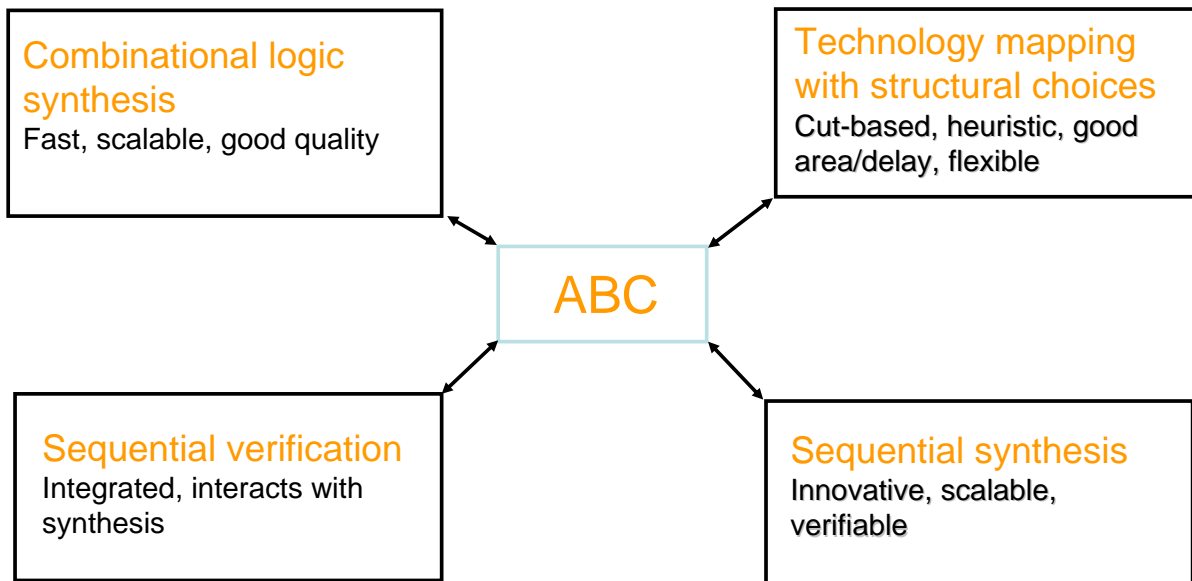 Combinational logic
synthesis
Fast, scalable, good quality
Technology mapping
with structural choices
Cut-based, heuristic, good
area/delay, flexible
ABC
Sequential verification
Integrated, interacts with
synthesis
Sequential synthesis
Innovative, scalable,
verifiable